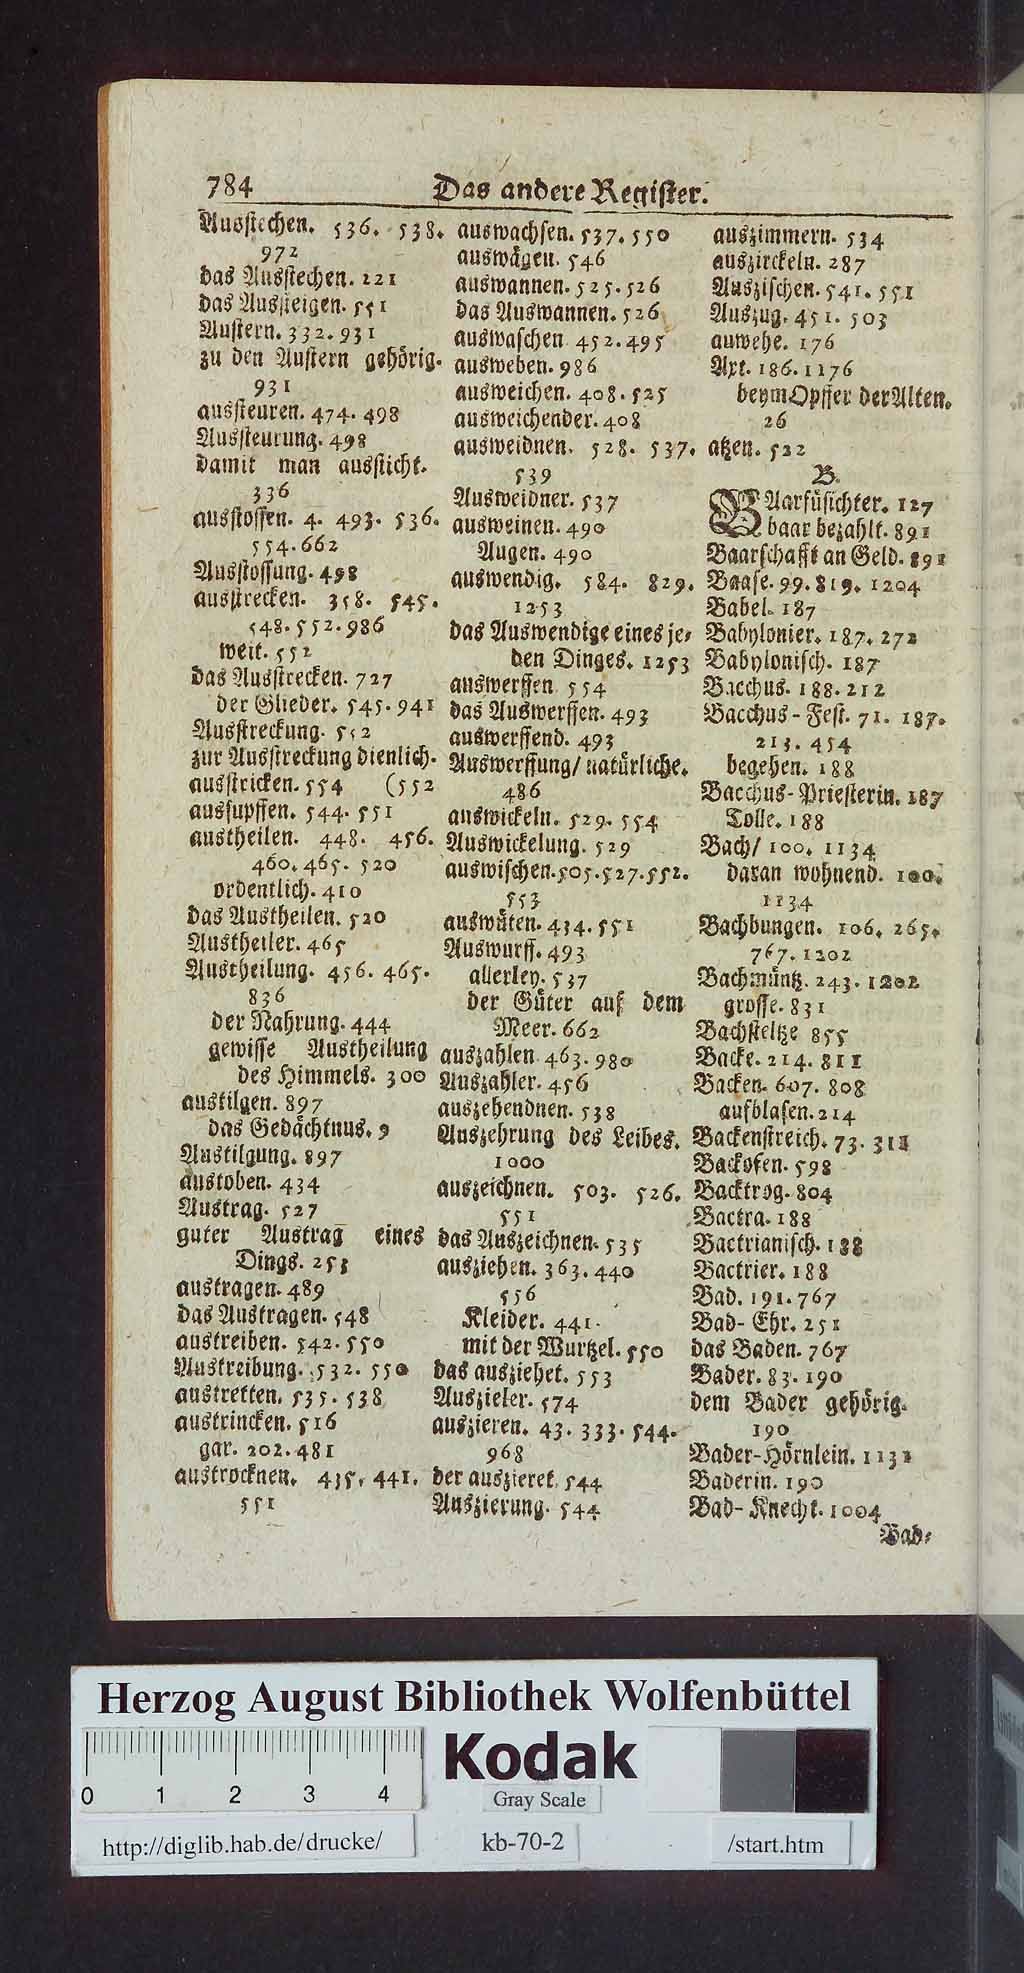 784 Das andere Register.
Ausstechen. 536. 538.
972
das Ausstechen. 221
das Aussteigen. 551
Austern. 332. 931
zu den Austern gehörig.
931
aussteuren. 474. 498
Aussteurung. 498
damit man aussticht.
336
ausstossen. 4. 493. 536.
554. 662
Ausstossung. 498
ausstrecken. 358. 545.
548. 552. 986
weit. 552
das Ausstrecken. 727
der Glieder. 545. 941
Ausstreckung. 552
zur Ausstreckung dienlich.
ausstricken. 554 (552
aussupffen. 544. 551
austheilen. 448. 456.
460. 465. 520
ordentlich. 410
das Austheilen. 520
Austheiler. 465
Austheilung. 456. 465.
836
der Nahrung. 444
gewisse Austheilung
des Himmels. 300
austilgen. 897
das Gedächtnus. 9
Austilgung. 897
austoben. 434
Austrag. 527
guter Austrag eines
Dings. 253
austragen. 489
das Austragen. 548
austreiben. 542. 550
Austreibung. 532. 550
austretten. 535. 538
austrincken. 516
gar. 202. 481
austrocknen. 435. 441.
551
auswachsen. 537. 550
auswägen. 546
auswannen. 525. 526
das Auswannen. 526
auswaschen 452. 495
ausweben. 986
ausweichen. 408. 525
ausweichender. 408
ausweidnen. 528. 537.
539
Ausweidner. 537
ausweinen. 490
Augen. 490
auswendig. 584. 829.
1253
das Auswendige eines je-
den Dinges. 1253
auswerffen 554
das Auswerffen. 493
auswerffend. 493
Auswerffung/ natürliche.
486
auswickeln. 529. 554
Auswickelung. 529
auswischen. 505. 527. 552.
553
auswüten. 434. 551
Auswurff. 493
allerley. 537
der Güter auß dem
Meer. 662
auszahlen 463. 980
Auszahler. 456
auszehendnen. 538
Auszehrung des Leibes.
1000
auszeichnen. 503. 526.
551
das Auszeichnen. 535
ausziehen. 363. 440
556
Kleider. 441.
mit der Wurtzel. 550
das ausziehet. 553
Auszieler. 574
auszieren. 43. 333. 544.
968
der auszieret. 544
Auszierung. 544
auszimmern. 534
auszirckeln. 287
Auszischen. 541. 551
Auszug. 451. 503
auwehe. 176
Axt. 186. 1176
beym Opffer der Alten.
26
atzen. 522
B.
BAarfüsichter. 127
baar bezahlt. 891
Baarschafft an Geld. 891
Baase. 99. 819. 1204
Babel. 187
Babylonier. 187. 272
Babylonisch. 187
Bacchus. 188. 212
Bacchus-Fest. 71. 187.
213. 454
begehen. 188
Bacchus-Priesterin. 187
Tolle. 188
Bach/ 100. 1134
daran wohnend. 100.
1134
Bachbungen. 106. 265.
767. 1202
Bachmüntz. 243. 1202
grosse. 831
Bachsteltze 855
Backe. 214. 811
Backen. 607. 808
aufblasen. 214
Backenstreich. 73. 311
Backofen. 598
Backtrog. 804
Bactra. 188
Bactrianisch. 188
Bactrier. 188
Bad. 191. 767
Bad-Ehr. 251
das Baden. 767
Bader. 83. 190
dem Bader gehörig.
190
Bader-Hörnlein. 1132
Baderin. 190
Bad-Knecht. 1004
Bad-
Herzog August Bibliothek Wolfenbüttel
0 1 2 3 4
Kodak
Gray Scale
http://diglib.hab.de/drucke/ kb-70-2 /start.htm